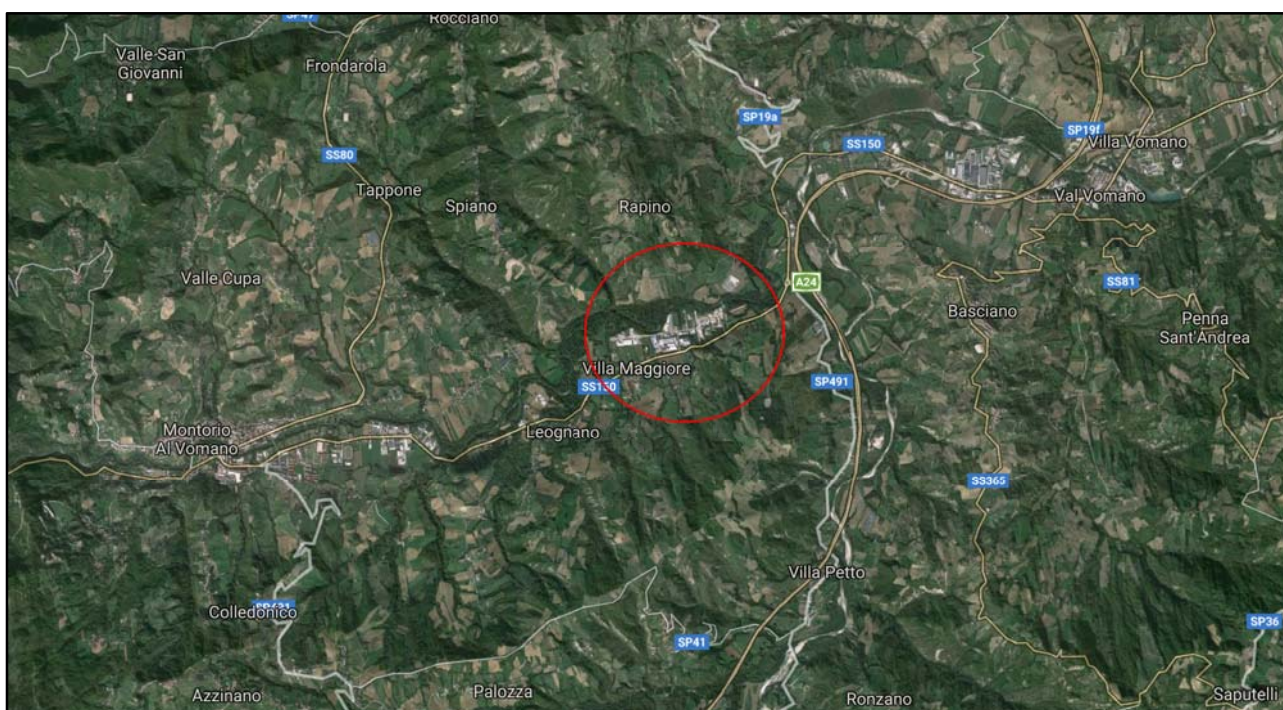 SP47
Rocciano
Valle San
Giovanni
Frondarola
SP19a
SP19f
Villa Vomano
SS150
SS80
Tappone
Spiano
Rapino
Val Vomano
Valle Cupa
A24
SS81
Basciano
Penna
Sant'Andrea
Villa Maggiore
SS150
SP491
Montorio
Al Vomano
Leognano
SS365
Villa Petto
Colledonico
SP41
SP36
Azzinano
Palozza
Ronzano
Saputelli